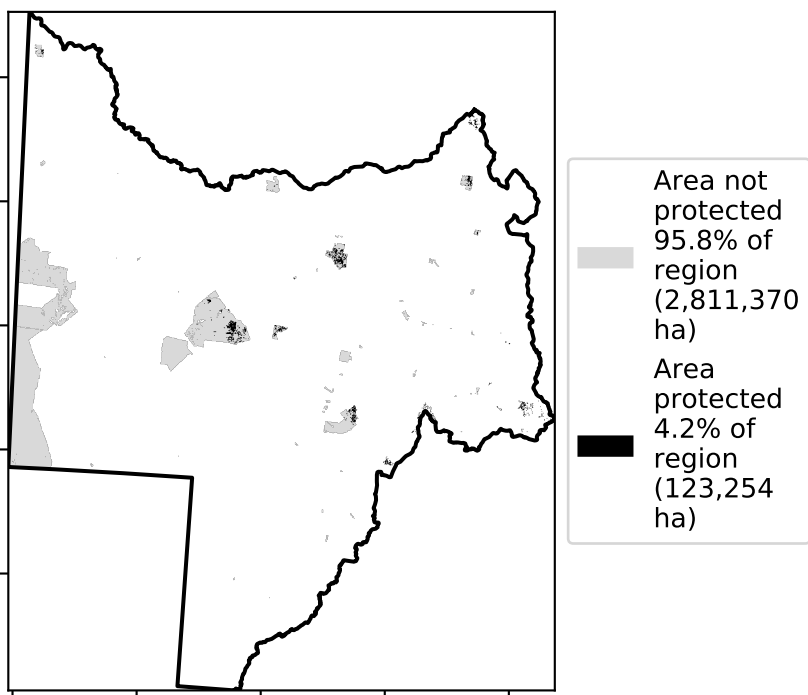 Area not
protected
95.8% of
region
(2,811,370
ha)
Area
protected
4.2% of
region
(123,254
ha)